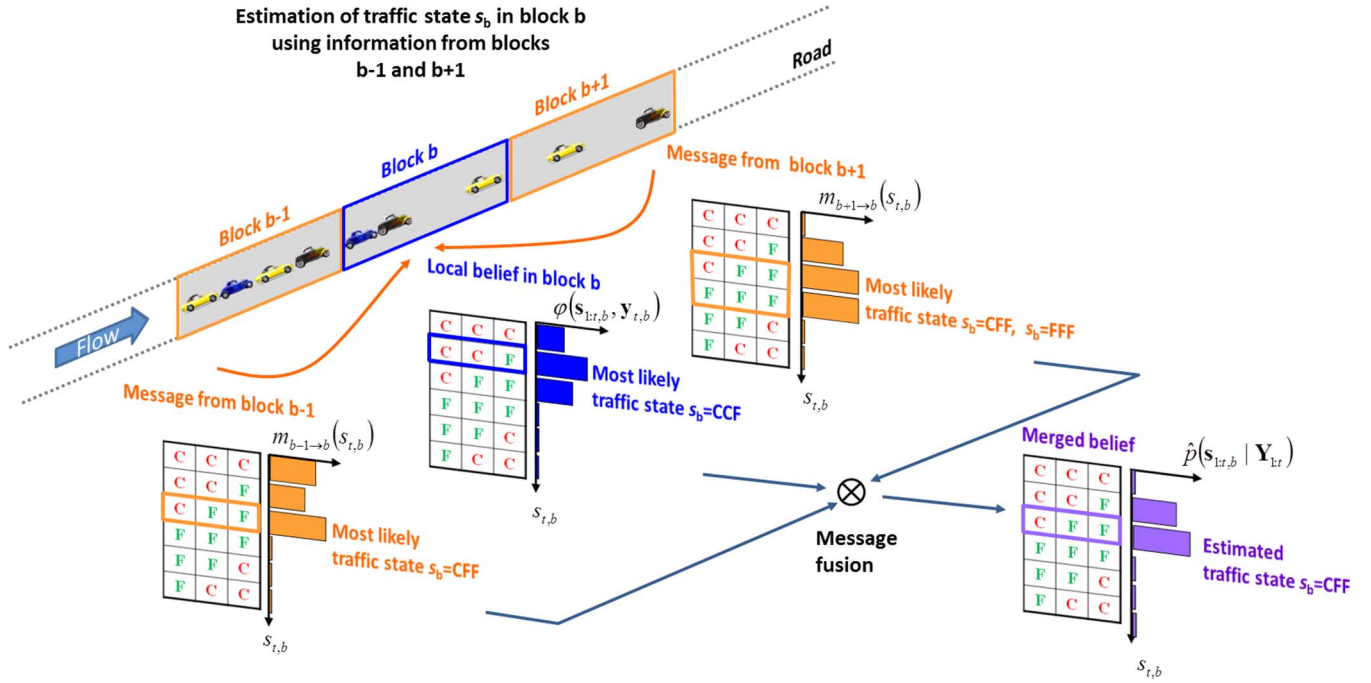 Estimation of traffic state s_b in block b
using information from blocks
b-1 and b+1
Road
Block b+1
Block b
Block b-1
Flow
Message from block b+1
m_{b+1→b}(s_{t,b})
C C C
C C F
C F F
F F F
F F C
F C C
Most likely
traffic state s_b=CFF, s_b=FFF
s_{t,b}
Local belief in block b
φ(s_{1:t,b}, y_{t,b})
C C C
C C F
C F F
F F F
F F C
F C C
Most likely
traffic state s_b=CCF
s_{t,b}
Message from block b-1
m_{b-1→b}(s_{t,b})
C C C
C C F
C F F
F F F
F F C
F C C
Most likely
traffic state s_b=CFF
s_{t,b}
Message
fusion
Merged belief
p̂(s_{1:t,b} | Y_{1:t})
C C C
C C F
C F F
F F F
F F C
F C C
Estimated
traffic state s_b=CFF
s_{t,b}